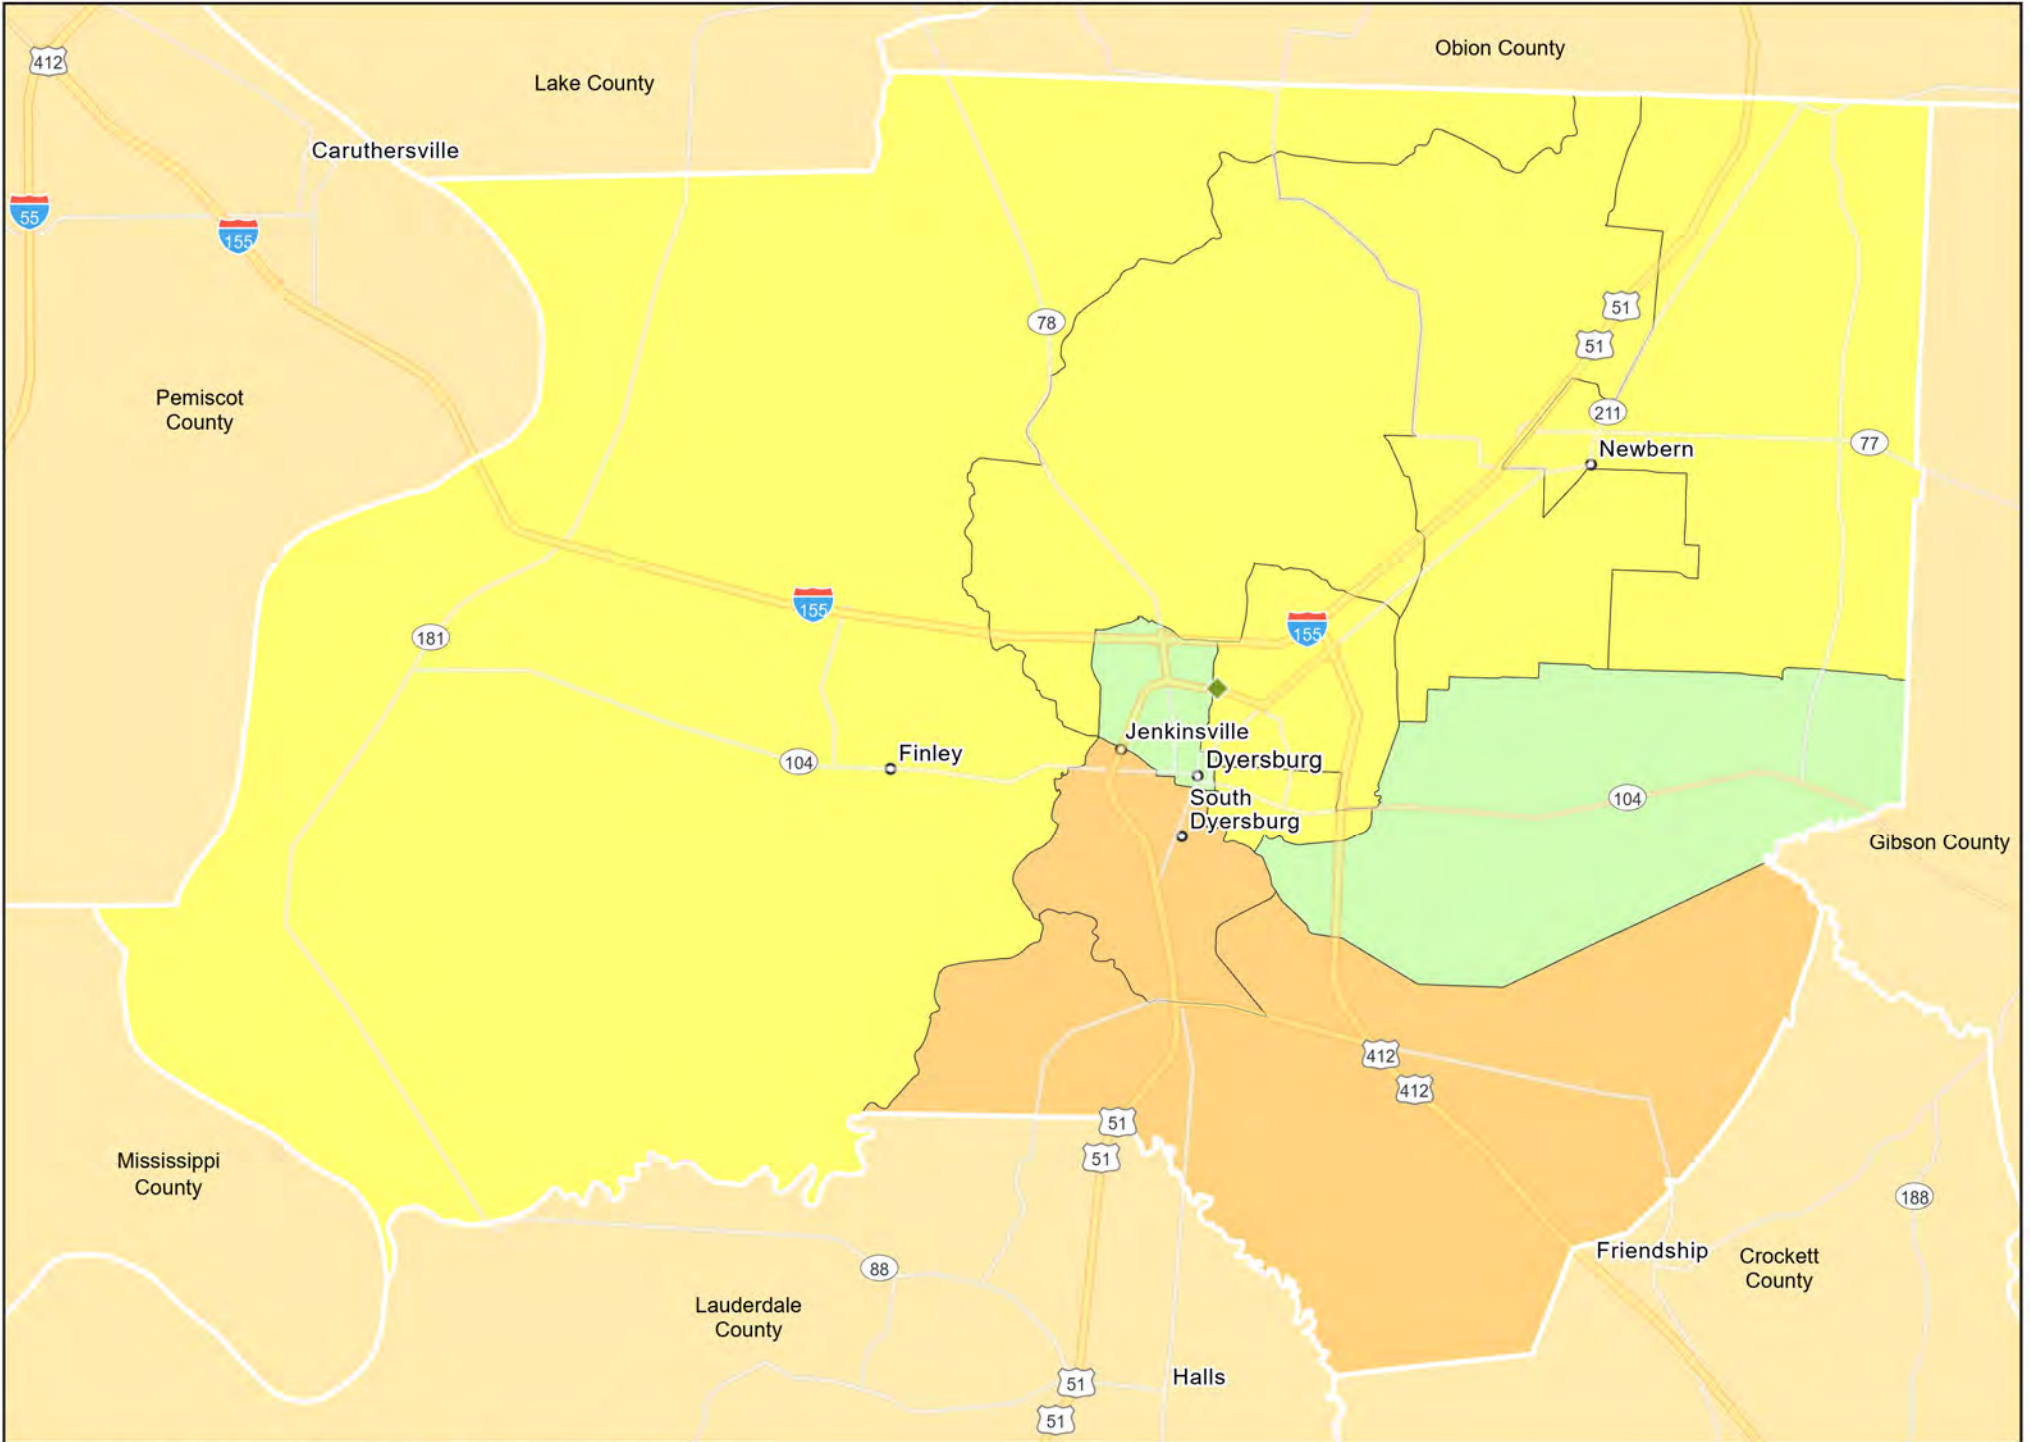 Obion County
412
Lake County
Caruthersville
55
155
51
78
51
Pemiscot
County
211
77
Newbern
155
155
181
Jenkinsville
Finley
104
Dyersburg
South
Dyersburg
104
Gibson County
412
412
51
51
Mississippi
County
188
Friendship
Crockett
County
88
Lauderdale
County
Halls
51
51